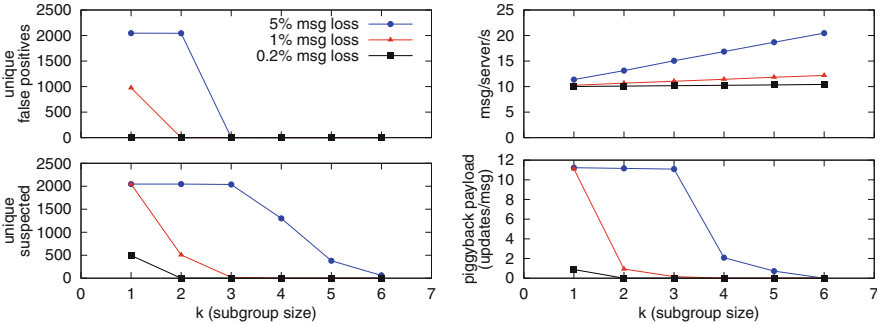 unique
false positives
2500
2000
1500
1000
500
0
5% msg loss
1% msg loss
0.2% msg loss
msg/server/s
25
20
15
10
5
0
unique
suspected
2500
2000
1500
1000
500
0
0 1 2 3 4 5 6 7
k (subgroup size)
piggyback payload
(updates/msg)
12
10
8
6
4
2
0
0 1 2 3 4 5 6 7
k (subgroup size)